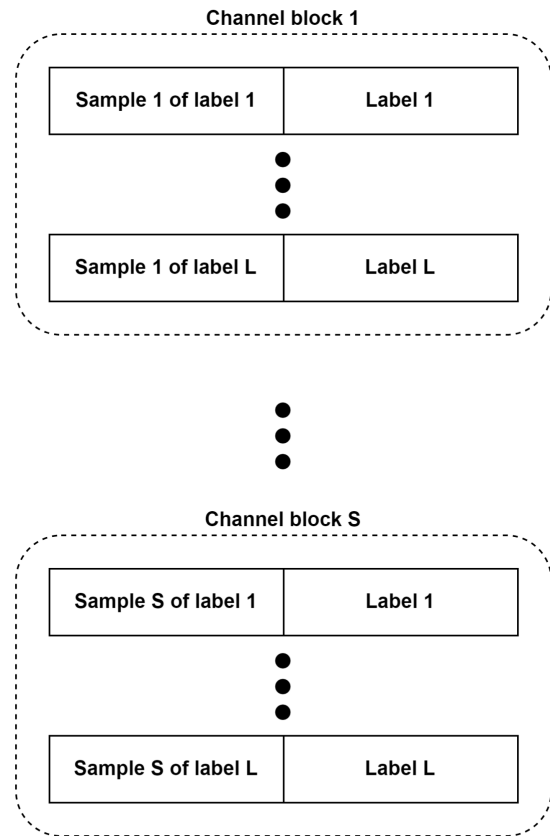 Channel block 1
Sample 1 of label 1 Label 1
Sample 1 of label L Label L
Channel block S
Sample S of label 1 Label 1
Sample S of label L Label L